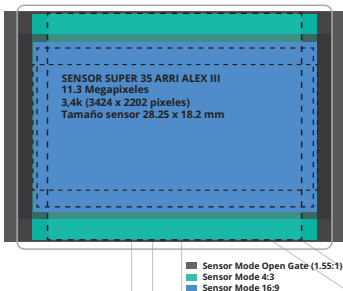 SENSOR SUPER 35 ARRI ALEX III
11.3 Megapixeles
3,4k (3424 x 2202 pixeles)
Tamaño sensor 28.25 x 18.2 mm
Sensor Mode Open Gate (1.55:1)
Sensor Mode 4:3
Sensor Mode 16:9